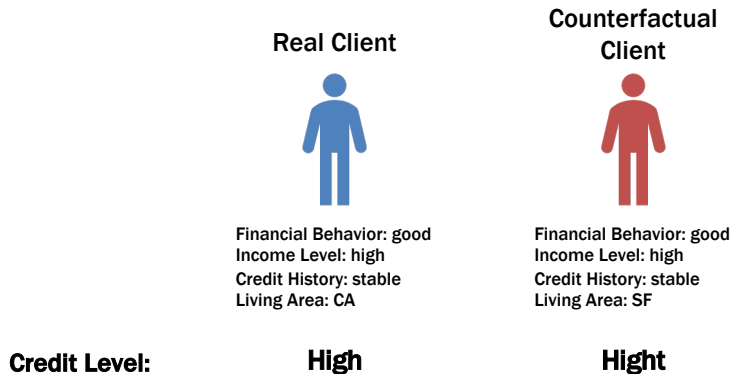 Real Client
Counterfactual
Client
Financial Behavior: good
Income Level: high
Credit History: stable
Living Area: CA
Financial Behavior: good
Income Level: high
Credit History: stable
Living Area: SF
Credit Level:
High
Hight